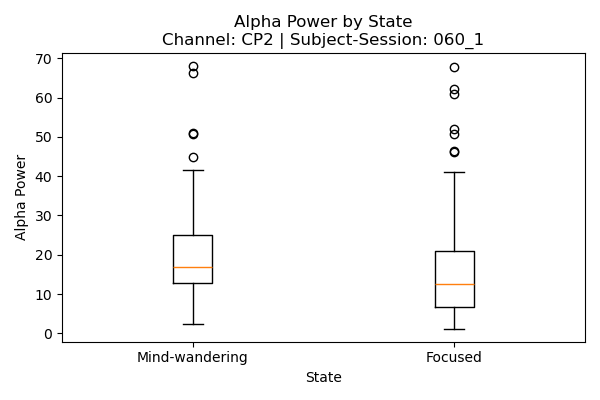 Alpha Power by State
Channel: CP2 | Subject-Session: 060_1
Alpha Power
70
60
50
40
30
20
10
0
Mind-wandering
Focused
State